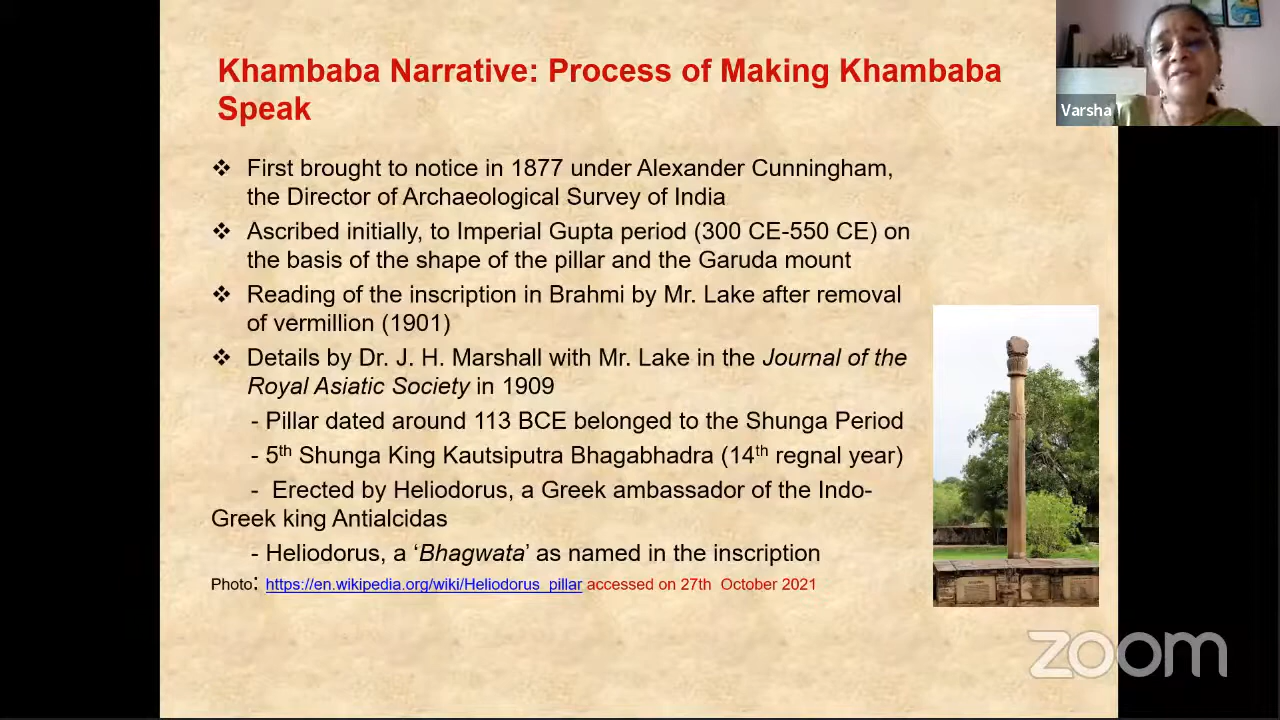 Khambaba Narrative: Process of Making Khambaba
Speak
Varsha
❖ First brought to notice in 1877 under Alexander Cunningham,
the Director of Archaeological Survey of India
❖ Ascribed initially, to Imperial Gupta period (300 CE-550 CE) on
the basis of the shape of the pillar and the Garuda mount
❖ Reading of the inscription in Brahmi by Mr. Lake after removal
of vermillion (1901)
❖ Details by Dr. J. H. Marshall with Mr. Lake in the Journal of the
Royal Asiatic Society in 1909
- Pillar dated around 113 BCE belonged to the Shunga Period
- 5th Shunga King Kautsiputra Bhagabhadra (14th regnal year)
- Erected by Heliodorus, a Greek ambassador of the Indo-
Greek king Antialcidas
- Heliodorus, a ‘Bhagwata’ as named in the inscription
Photo: https://en.wikipedia.org/wiki/Heliodorus_pillar accessed on 27th October 2021
zoom